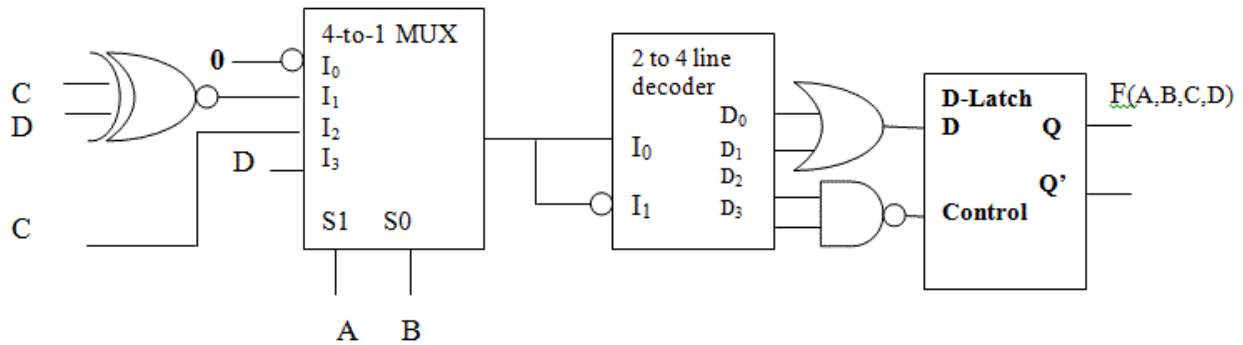 4-to-1 MUX
0
I₀
C
I₁
D
I₂
D
I₃
C
S1 S0
A B
2 to 4 line
decoder
D₀
I₀
D₁
D₂
I₁
D₃
D-Latch
D Q
Q’
Control
F(A,B,C,D)